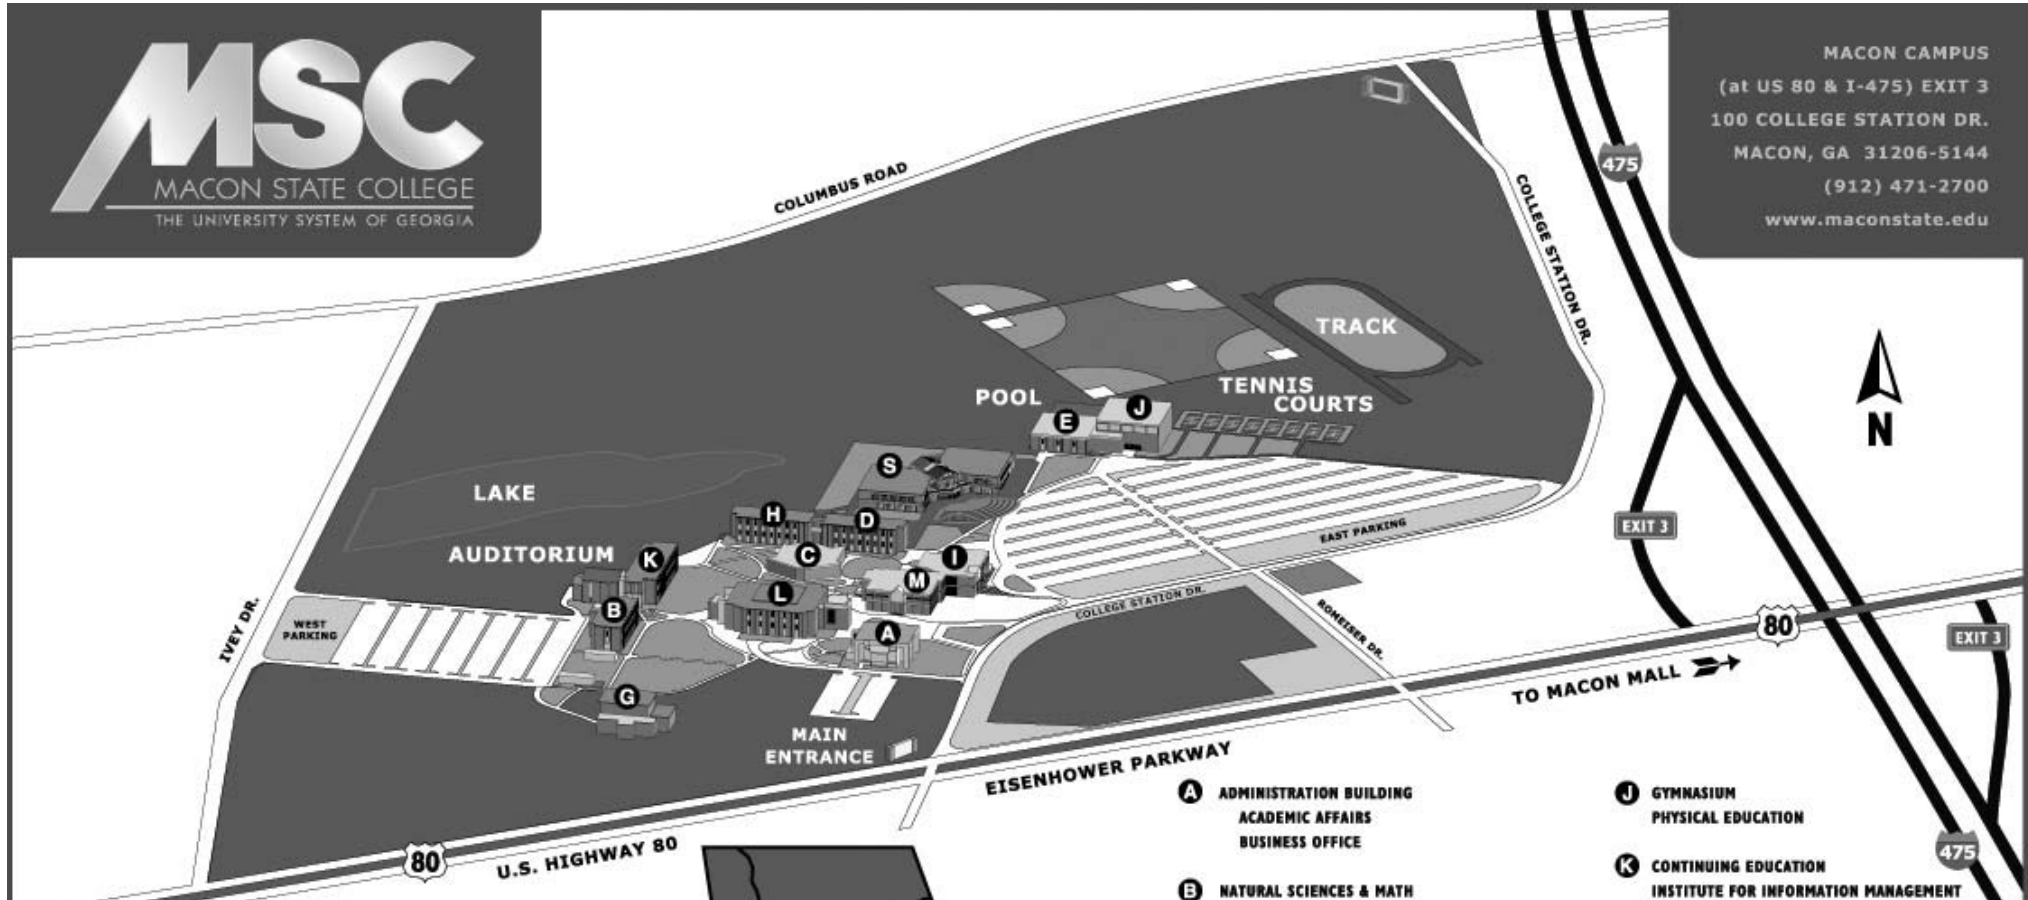 MSC
MACON STATE COLLEGE
THE UNIVERSITY SYSTEM OF GEORGIA
MACON CAMPUS
(at US 80 & I-475) EXIT 3
100 COLLEGE STATION DR.
MACON, GA 31206-5144
(912) 471-2700
www.maconstate.edu
475
COLUMBUS ROAD
COLLEGE STATION DR.
TRACK
TENNIS
COURTS
POOL
J
E
N
S
LAKE
H
D
EXIT 3
EAST PARKING
AUDITORIUM
K
C
I
M
L
B
COLLEGE STATION DR.
ROMEISER DR.
IVEY DR.
WEST
PARKING
A
80
EXIT 3
G
TO MACON MALL
MAIN
ENTRANCE
EISENHOWER PARKWAY
80
U.S. HIGHWAY 80
A ADMINISTRATION BUILDING
ACADEMIC AFFAIRS
BUSINESS OFFICE
B NATURAL SCIENCES & MATH
J GYMNASIUM
PHYSICAL EDUCATION
K CONTINUING EDUCATION
INSTITUTE FOR INFORMATION MANAGEMENT
475